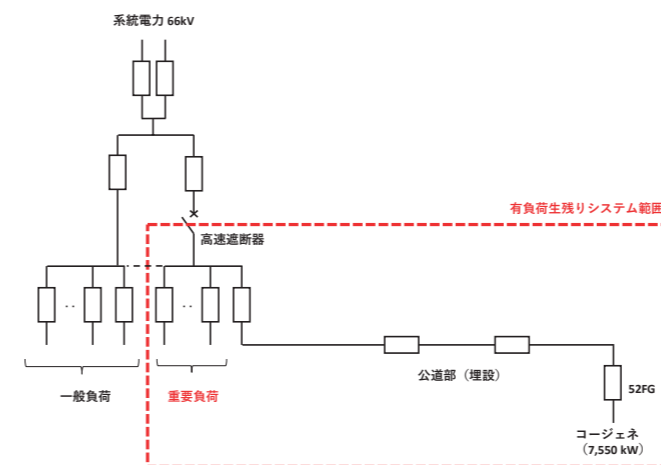 系統電力 66kV
有負荷生残りシステム範囲
高速遮断器
‥
‥
公道部（埋設）
52FG
一般負荷
重要負荷
コージェネ
（7,550 kW）